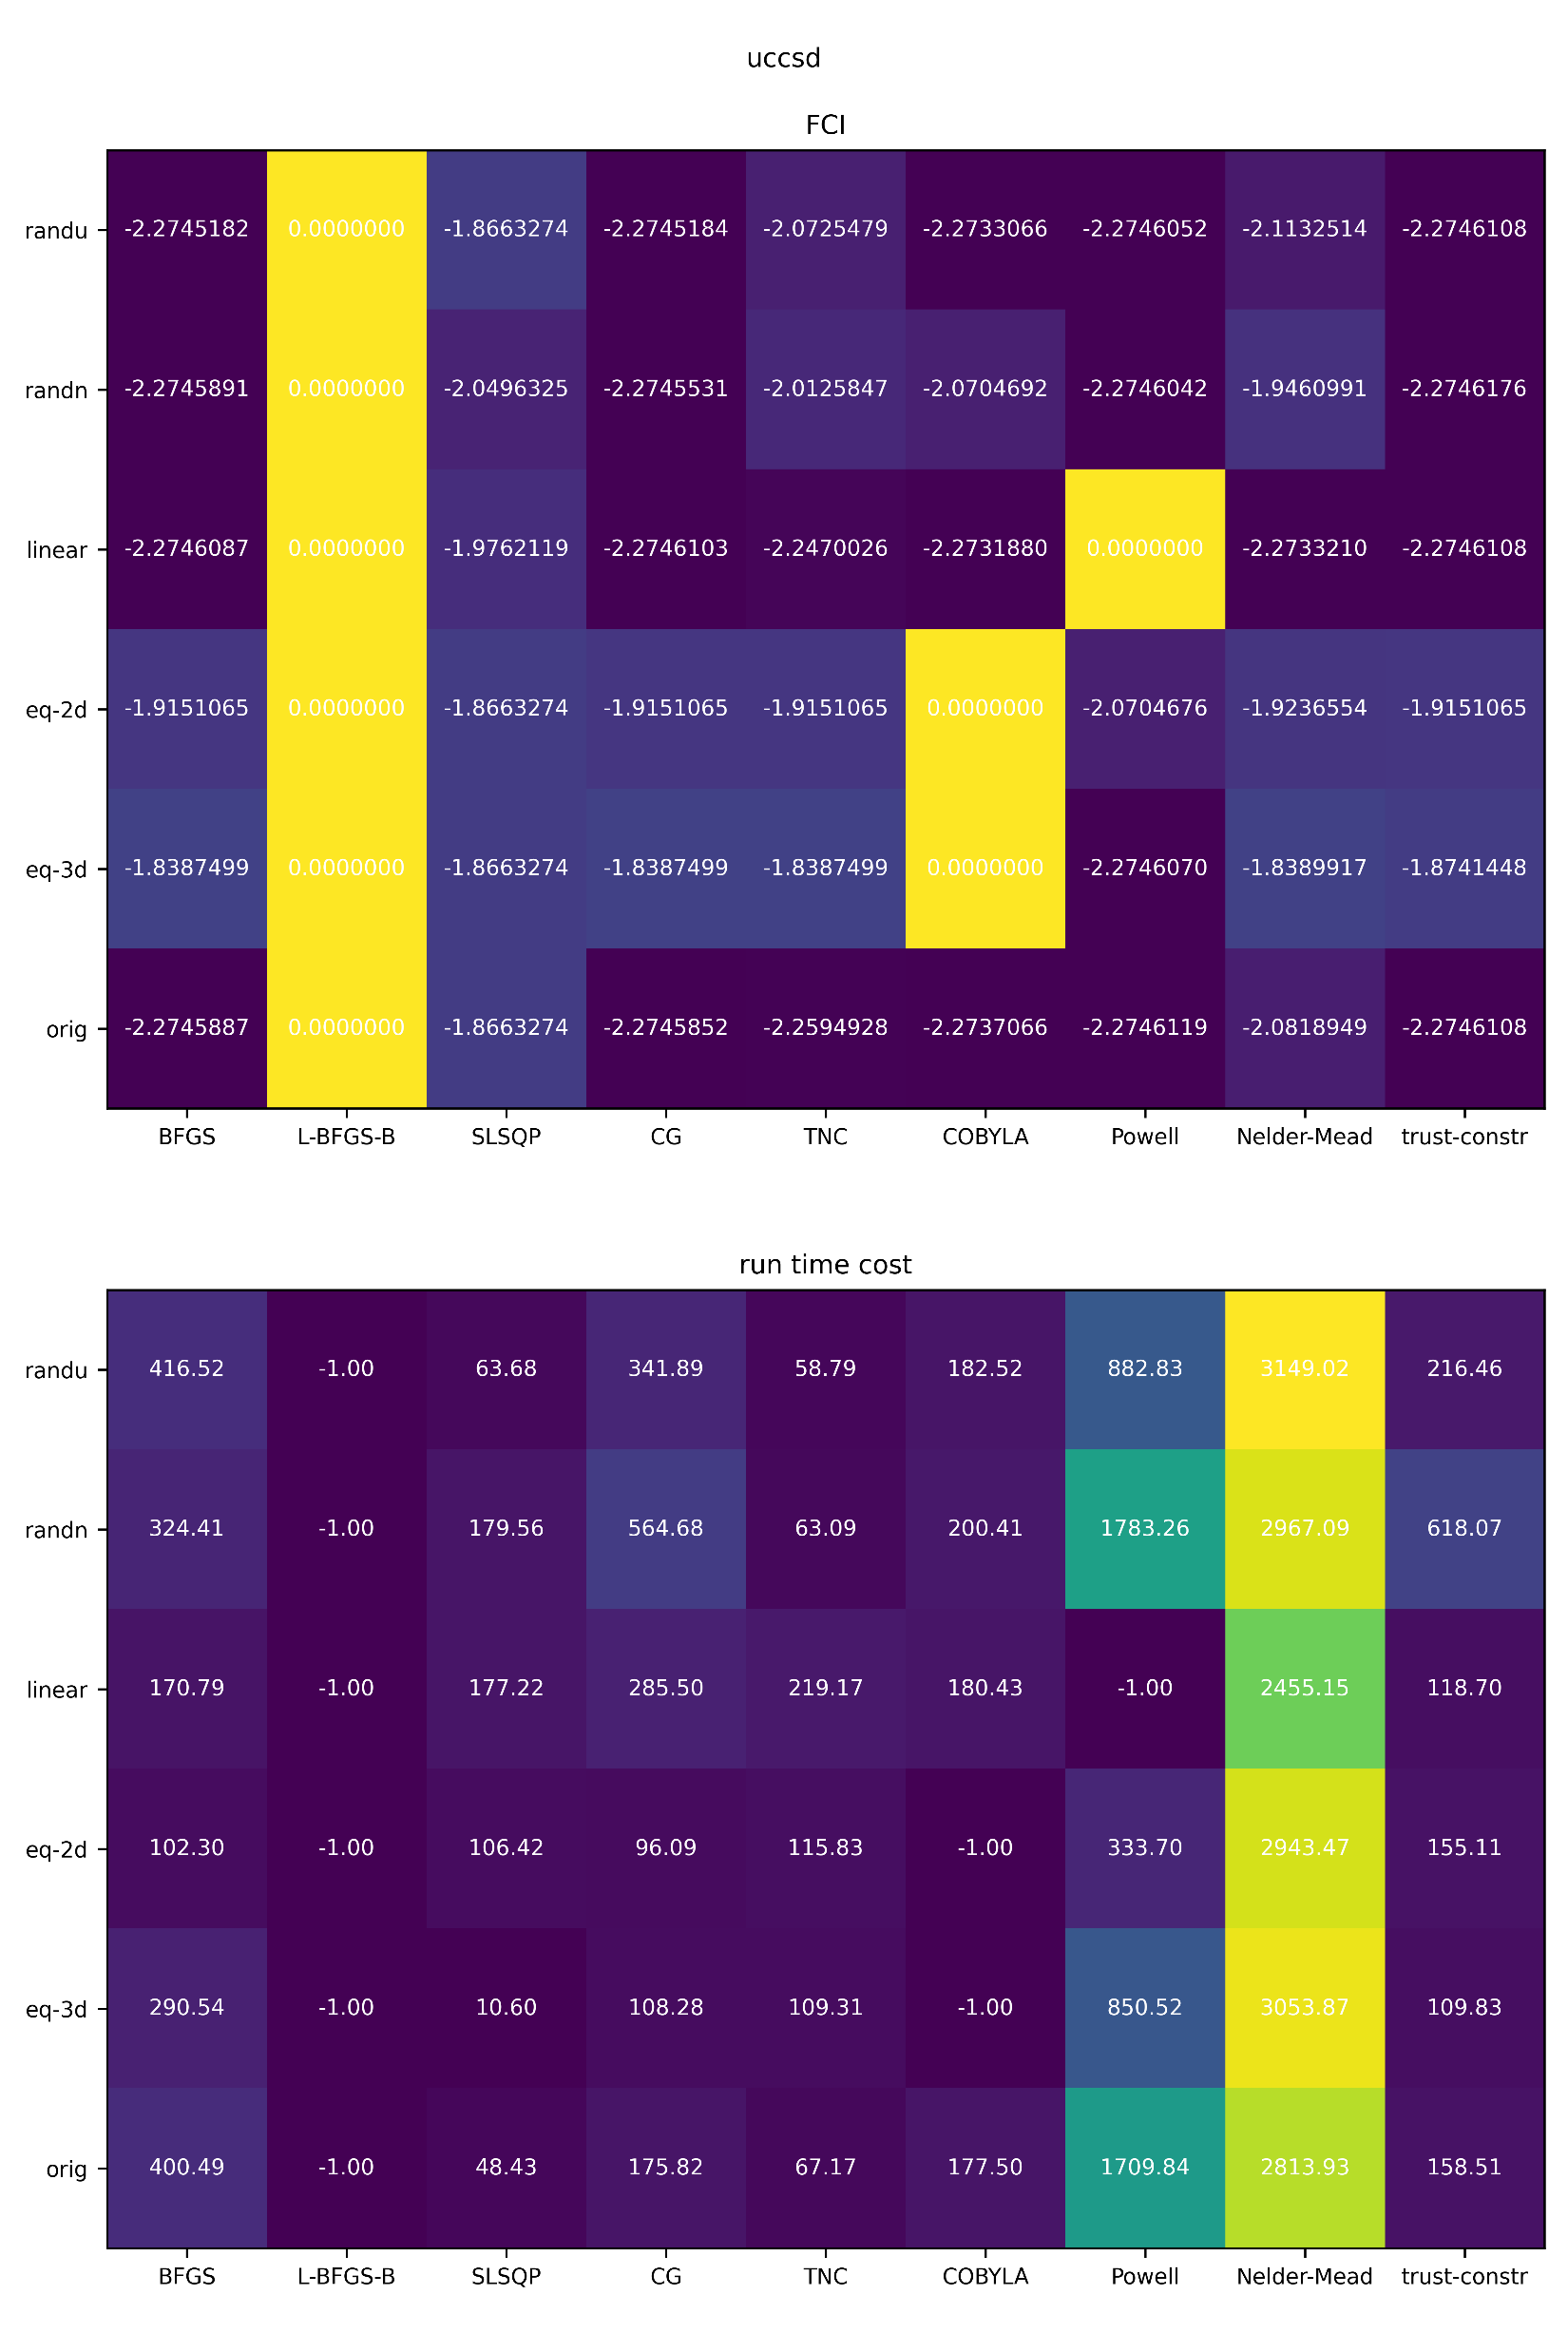 uccsd
FCI
randu -2.2745182 0.0000000 -1.8663274 -2.2745184 -2.0725479 -2.2733066 -2.2746052 -2.1132514 -2.2746108
randn -2.2745891 0.0000000 -2.0496325 -2.2745531 -2.0125847 -2.0704692 -2.2746042 -1.9460991 -2.2746176
linear -2.2746087 0.0000000 -1.9762119 -2.2746103 -2.2470026 -2.2731880 0.0000000 -2.2733210 -2.2746108
eq-2d -1.9151065 0.0000000 -1.8663274 -1.9151065 -1.9151065 0.0000000 -2.0704676 -1.9236554 -1.9151065
eq-3d -1.8387499 0.0000000 -1.8663274 -1.8387499 -1.8387499 0.0000000 -2.2746070 -1.8389917 -1.8741448
orig -2.2745887 0.0000000 -1.8663274 -2.2745852 -2.2594928 -2.2737066 -2.2746119 -2.0818949 -2.2746108
BFGS L-BFGS-B SLSQP CG TNC COBYLA Powell Nelder-Mead trust-constr
run time cost
randu 416.52 -1.00 63.68 341.89 58.79 182.52 882.83 3149.02 216.46
randn 324.41 -1.00 179.56 564.68 63.09 200.41 1783.26 2967.09 618.07
linear 170.79 -1.00 177.22 285.50 219.17 180.43 -1.00 2455.15 118.70
eq-2d 102.30 -1.00 106.42 96.09 115.83 -1.00 333.70 2943.47 155.11
eq-3d 290.54 -1.00 10.60 108.28 109.31 -1.00 850.52 3053.87 109.83
orig 400.49 -1.00 48.43 175.82 67.17 177.50 1709.84 2813.93 158.51
BFGS L-BFGS-B SLSQP CG TNC COBYLA Powell Nelder-Mead trust-constr